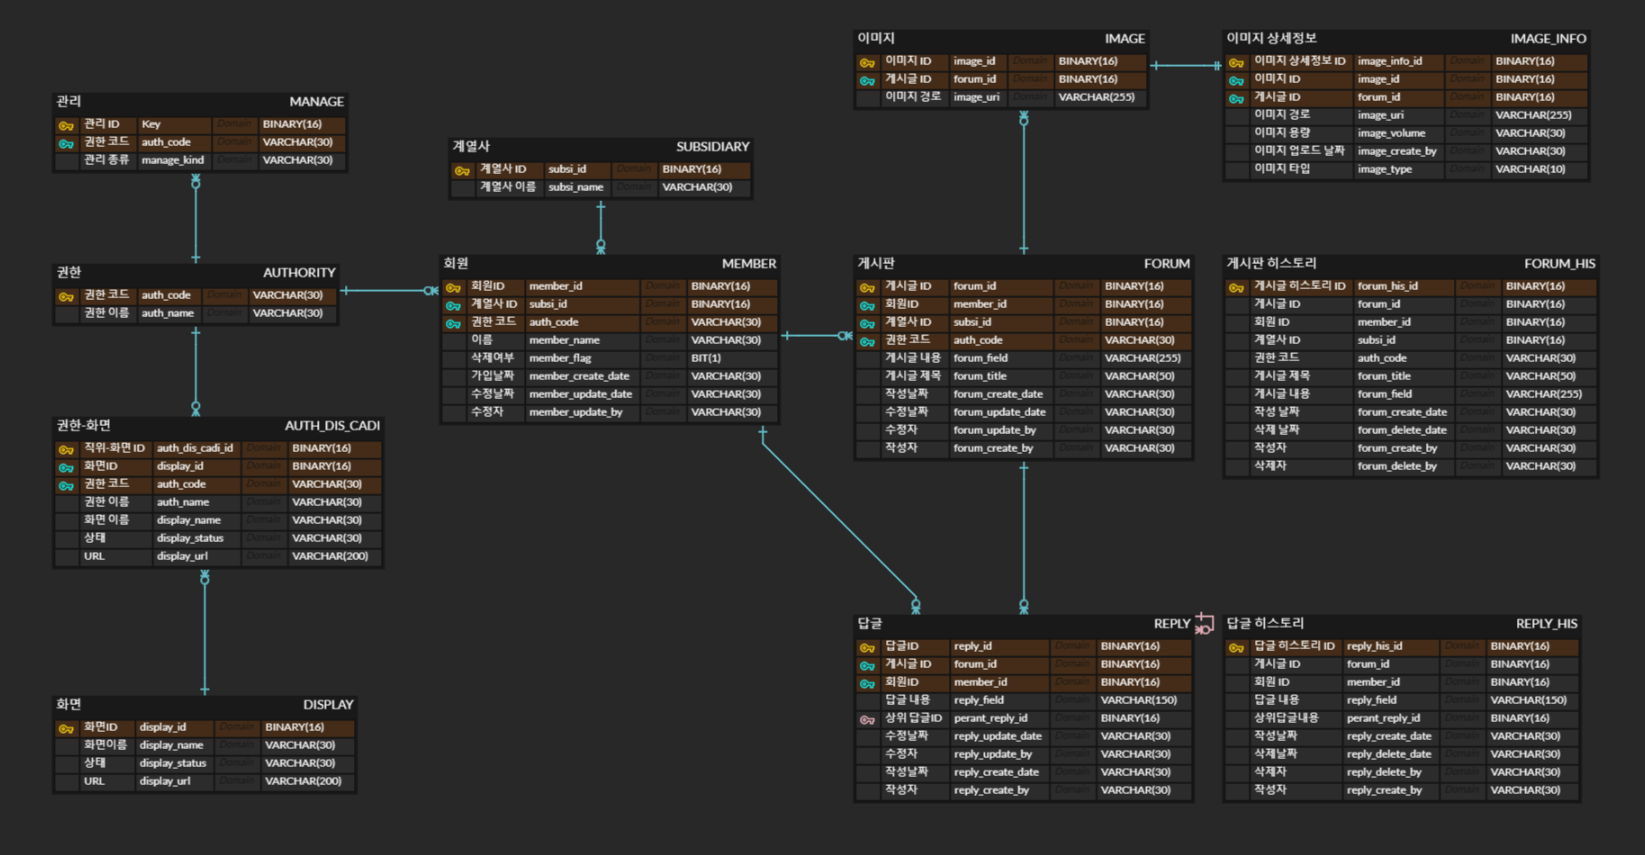 관리 MANAGE
관리 ID Key Domain BINARY(16)
권한 코드 auth_code Domain VARCHAR(30)
관리 종류 manage_kind Domain VARCHAR(30)
권한 AUTHORITY
권한 코드 auth_code Domain VARCHAR(30)
권한 이름 auth_name Domain VARCHAR(30)
권한-화면 AUTH_DIS_CADI
직위-화면 ID auth_dis_cadi_id Domain BINARY(16)
화면ID display_id Domain BINARY(16)
권한 코드 auth_code Domain VARCHAR(30)
권한 이름 auth_name Domain VARCHAR(30)
화면 이름 display_name Domain VARCHAR(30)
상태 display_status Domain VARCHAR(30)
URL display_url Domain VARCHAR(200)
화면 DISPLAY
화면ID display_id Domain BINARY(16)
화면이름 display_name Domain VARCHAR(30)
상태 display_status Domain VARCHAR(30)
URL display_url Domain VARCHAR(200)
계열사 SUBSIDIARY
계열사 ID subsi_id Domain BINARY(16)
계열사 이름 subsi_name Domain VARCHAR(30)
회원 MEMBER
회원ID member_id Domain BINARY(16)
계열사 ID subsi_id Domain BINARY(16)
권한 코드 auth_code Domain VARCHAR(30)
이름 member_name Domain VARCHAR(30)
삭제여부 member_flag Domain BIT(1)
가입날짜 member_create_date Domain VARCHAR(30)
수정날짜 member_update_date Domain VARCHAR(30)
수정자 member_update_by Domain VARCHAR(30)
이미지 IMAGE
이미지 ID image_id Domain BINARY(16)
게시글 ID forum_id Domain BINARY(16)
이미지 경로 image_uri Domain VARCHAR(255)
이미지 상세정보 IMAGE_INFO
이미지 상세정보 ID image_info_id Domain BINARY(16)
이미지 ID image_id Domain BINARY(16)
게시글 ID forum_id Domain BINARY(16)
이미지 경로 image_uri Domain VARCHAR(255)
이미지 용량 image_volume Domain VARCHAR(30)
이미지 업로드 날짜 image_create_by Domain VARCHAR(30)
이미지 타입 image_type Domain VARCHAR(10)
게시판 FORUM
게시글 ID forum_id Domain BINARY(16)
회원ID member_id Domain BINARY(16)
계열사 ID subsi_id Domain BINARY(16)
권한 코드 auth_code Domain VARCHAR(30)
게시글 내용 forum_field Domain VARCHAR(255)
게시글 제목 forum_title Domain VARCHAR(50)
작성날짜 forum_create_date Domain VARCHAR(30)
수정날짜 forum_update_date Domain VARCHAR(30)
수정자 forum_update_by Domain VARCHAR(30)
작성자 forum_create_by Domain VARCHAR(30)
게시판 히스토리 FORUM_HIS
게시글 히스토리 ID forum_his_id Domain BINARY(16)
게시글 ID forum_id Domain BINARY(16)
회원 ID member_id Domain BINARY(16)
계열사 ID subsi_id Domain BINARY(16)
권한 코드 auth_code Domain VARCHAR(30)
게시글 제목 forum_title Domain VARCHAR(50)
게시글 내용 forum_field Domain VARCHAR(255)
작성 날짜 forum_create_date Domain VARCHAR(30)
삭제 날짜 forum_delete_date Domain VARCHAR(30)
작성자 forum_create_by Domain VARCHAR(30)
삭제자 forum_delete_by Domain VARCHAR(30)
답글 REPLY
답글ID reply_id Domain BINARY(16)
게시글 ID forum_id Domain BINARY(16)
회원ID member_id Domain BINARY(16)
답글 내용 reply_field Domain VARCHAR(150)
상위 답글ID perant_reply_id Domain BINARY(16)
수정날짜 reply_update_date Domain VARCHAR(30)
수정자 reply_update_by Domain VARCHAR(30)
작성날짜 reply_create_date Domain VARCHAR(30)
작성자 reply_create_by Domain VARCHAR(30)
답글 히스토리 REPLY_HIS
답글 히스토리 ID reply_his_id Domain BINARY(16)
게시글 ID forum_id Domain BINARY(16)
회원 ID member_id Domain BINARY(16)
답글 내용 reply_field Domain VARCHAR(150)
상위답글내용 perant_reply_id Domain BINARY(16)
작성날짜 reply_create_date Domain VARCHAR(30)
삭제날짜 reply_delete_date Domain VARCHAR(30)
삭제자 reply_delete_by Domain VARCHAR(30)
작성자 reply_create_by Domain VARCHAR(30)